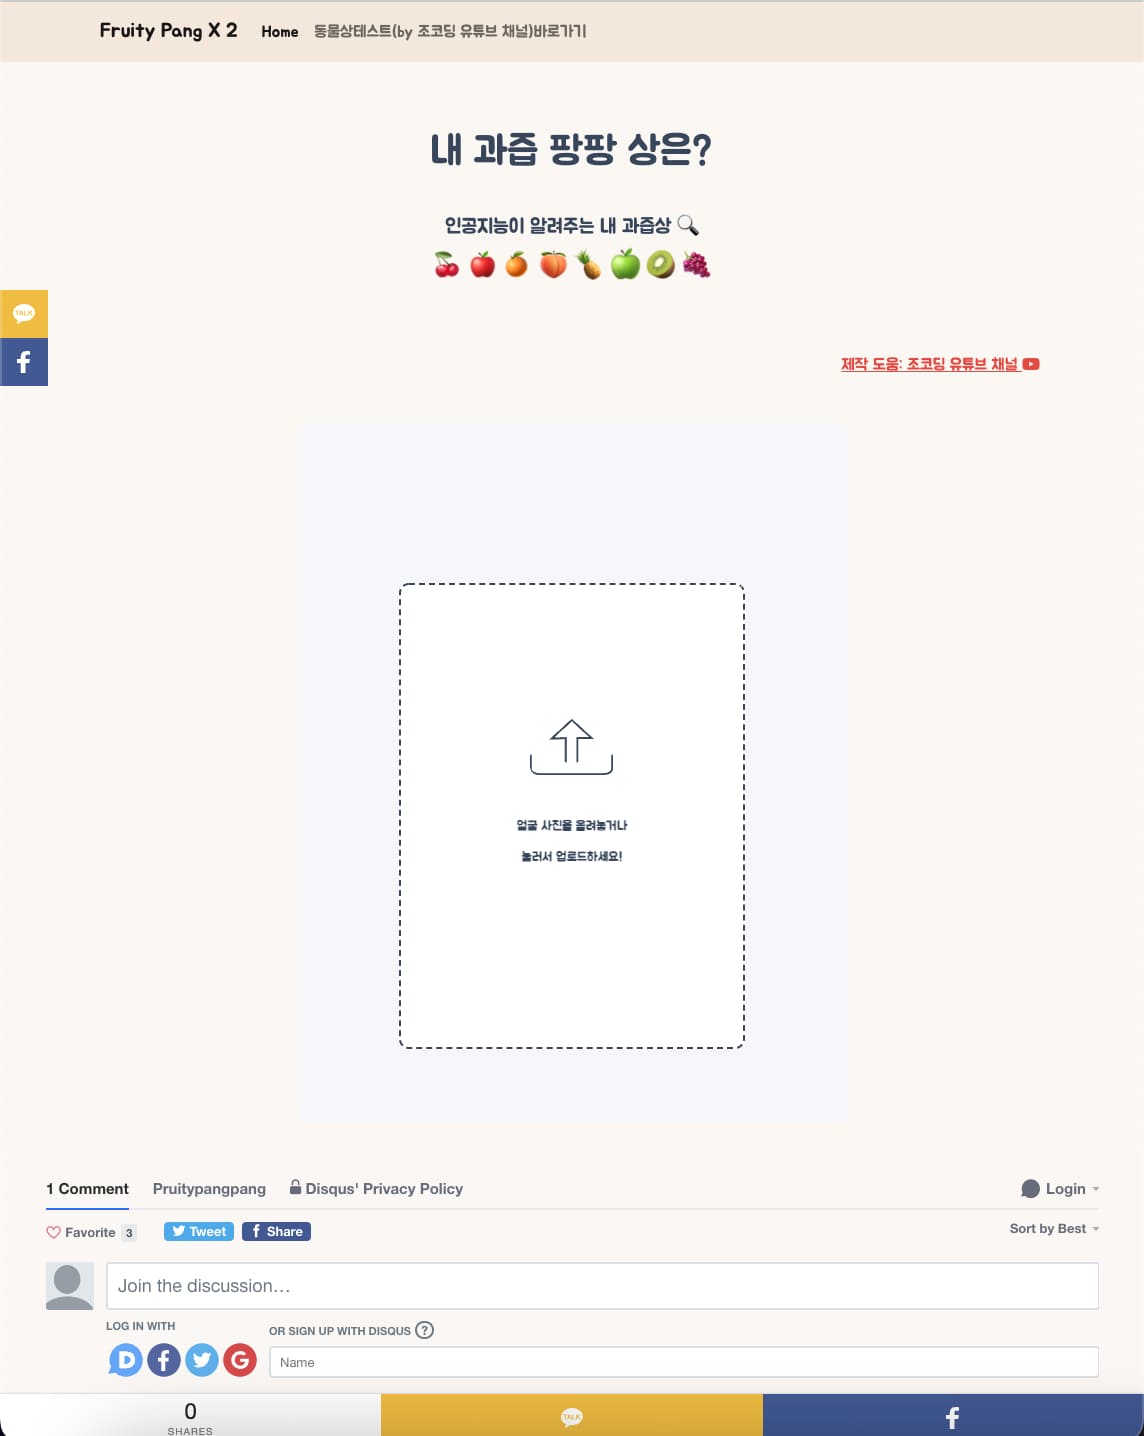 Fruity Pang X 2 Home 동물상테스트(by 조코딩 유튜브 채널)바로가기
내 과즙 팡팡 상은?
인공지능이 알려주는 내 과즙상
TALK
제작 도움: 조코딩 유튜브 채널
얼굴 사진을 올려놓거나
눌러서 업로드하세요!
1 Comment Pruitypangpang Disqus' Privacy Policy Login
Favorite 3 Tweet f Share Sort by Best
Join the discussion...
LOG IN WITH
OR SIGN UP WITH DISQUS ?
D f G
Name
0
SHARES
TALK